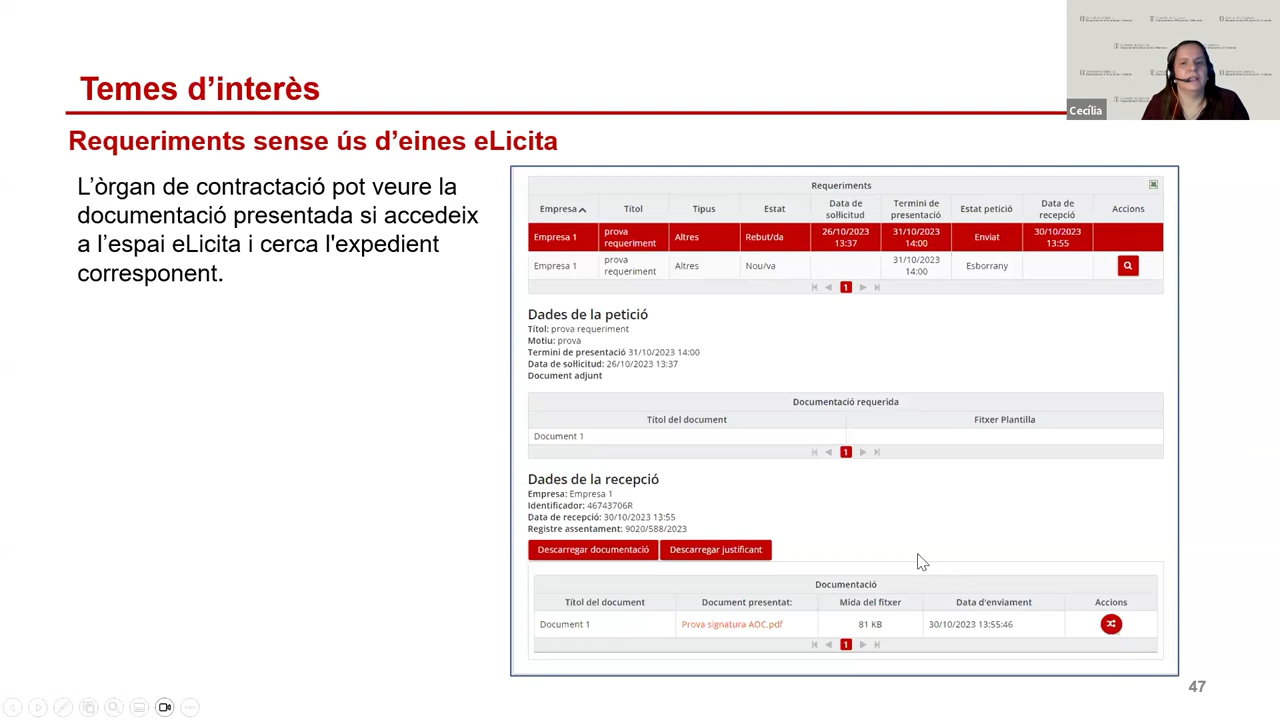 Temes d’interès
Cecília
Requeriments sense ús d’eines eLicita
L’òrgan de contractació pot veure la
documentació presentada si accedeix
a l’espai eLicita i cerca l'expedient
corresponent.
Requeriments
Empresa Títol Tipus Estat Data de sol·licitud Termini de presentació Estat petició Data de recepció Accions
Empresa 1 prova requeriment Altres Rebut/da 26/10/2023 13:37 31/10/2023 14:00 Enviat 30/10/2023 13:55
Empresa 1 prova requeriment Altres Nou/va 31/10/2023 14:00 Esborrany
1
Dades de la petició
Títol: prova requeriment
Motiu: prova
Termini de presentació 31/10/2023 14:00
Data de sol·licitud: 26/10/2023 13:37
Document adjunt
Documentació requerida
Títol del document Fitxer Plantilla
Document 1
1
Dades de la recepció
Empresa: Empresa 1
Identificador: 46743706R
Data de recepció: 30/10/2023 13:55
Registre assentament: 9020/588/2023
Descarregar documentació Descarregar justificant
Documentació
Títol del document Document presentat: Mida del fitxer Data d'enviament Accions
Document 1 Prova signatura AOC.pdf 81 KB 30/10/2023 13:55:46
1
47